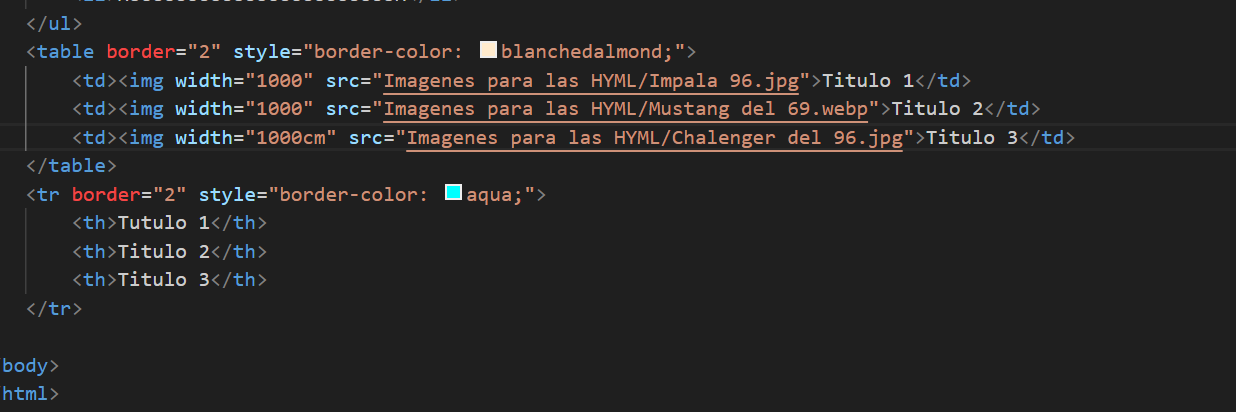 </ul>
<table border="2" style="border-color: blanchedalmond;">
<td><img width="1000" src="Imagenes para las HYML/Impala 96.jpg">Titulo 1</td>
<td><img width="1000" src="Imagenes para las HYML/Mustang del 69.webp">Titulo 2</td>
<td><img width="1000cm" src="Imagenes para las HYML/Chalenger del 96.jpg">Titulo 3</td>
</table>
<tr border="2" style="border-color: aqua;">
<th>Tutulo 1</th>
<th>Titulo 2</th>
<th>Titulo 3</th>
</tr>
body>
html>